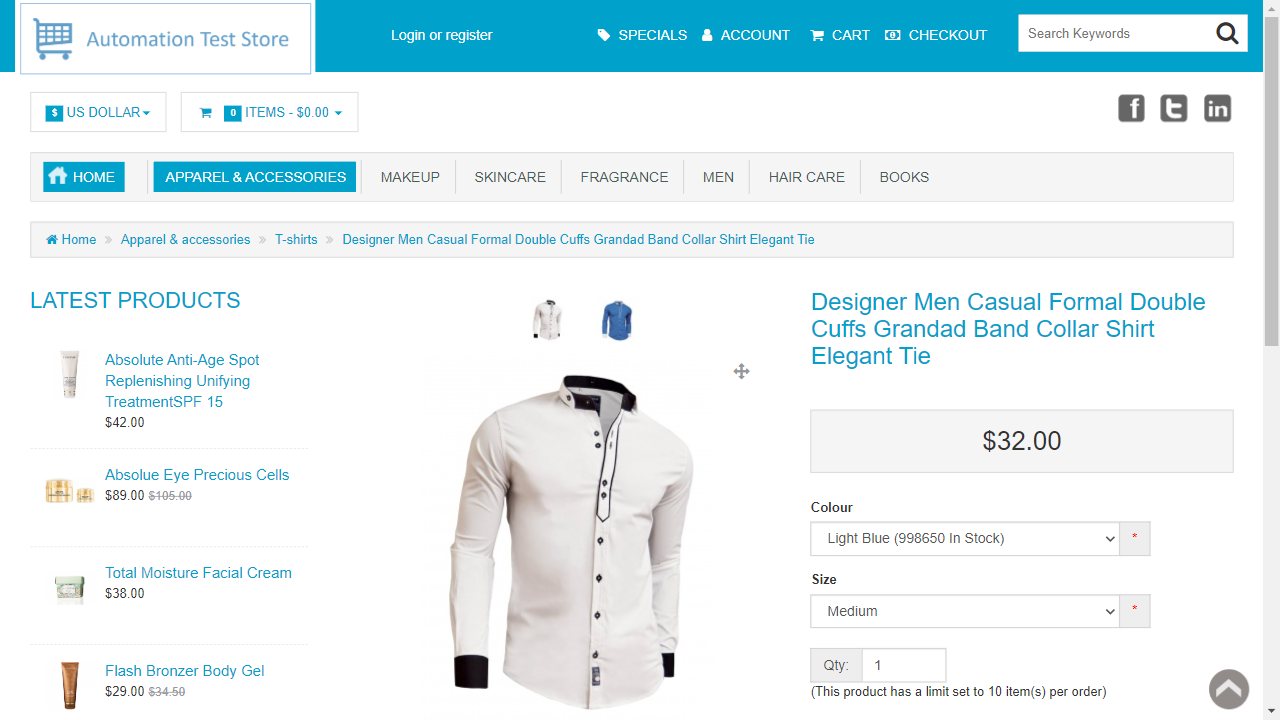 Automation Test Store
Login or register
SPECIALS
ACCOUNT
CART
CHECKOUT
Search Keywords
$ US DOLLAR
0 ITEMS - $0.00
f t in
HOME
APPAREL & ACCESSORIES
MAKEUP
SKINCARE
FRAGRANCE
MEN
HAIR CARE
BOOKS
Home » Apparel & accessories » T-shirts » Designer Men Casual Formal Double Cuffs Grandad Band Collar Shirt Elegant Tie
LATEST PRODUCTS
Absolute Anti-Age Spot
Replenishing Unifying
TreatmentSPF 15
$42.00
Absolue Eye Precious Cells
$89.00 $105.00
Total Moisture Facial Cream
$38.00
Flash Bronzer Body Gel
$29.00 $34.50
Designer Men Casual Formal Double
Cuffs Grandad Band Collar Shirt
Elegant Tie
$32.00
Colour
Light Blue (998650 In Stock) *
Size
Medium *
Qty: 1
(This product has a limit set to 10 item(s) per order)